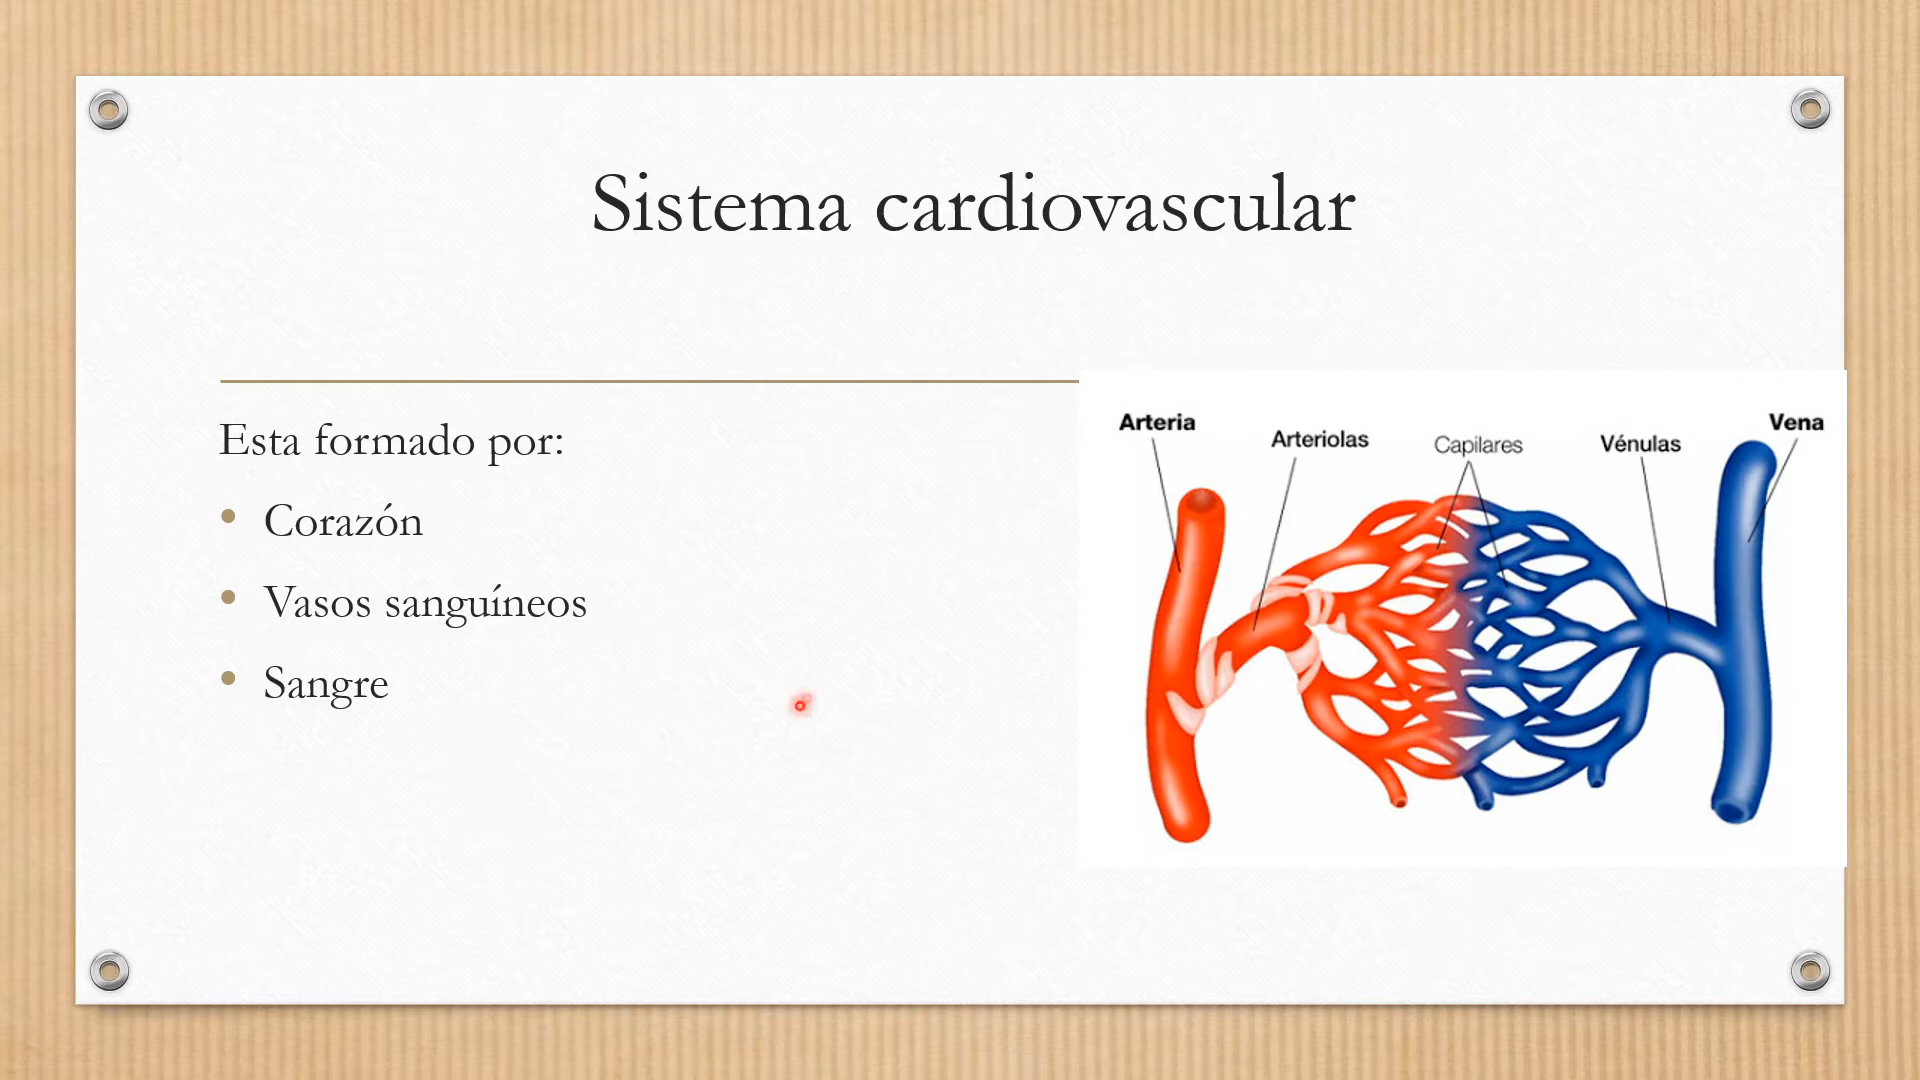 Sistema cardiovascular
Esta formado por:
• Corazón
• Vasos sanguíneos
• Sangre
Arteria
Arteriolas
Capilares
Vénulas
Vena